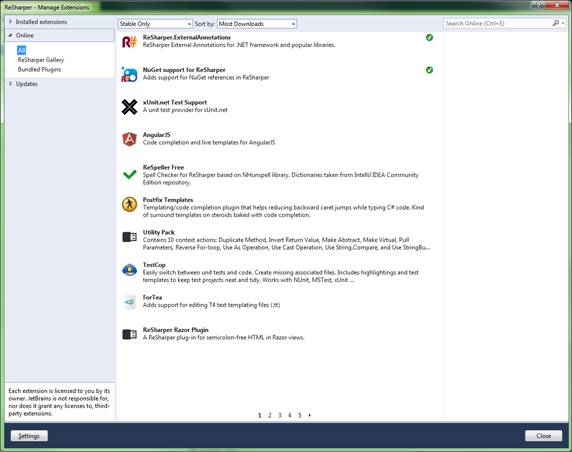 ReSharper - Manage Extensions
Installed extensions
Online
All
ReSharper Gallery
Bundled Plugins
Updates
Stable Only
Sort by: Most Downloads
Search Online (Ctrl+E)
R#
ReSharper.ExternalAnnotations
ReSharper External Annotations for .NET framework and popular libraries.
NuGet support for ReSharper
Adds support for NuGet references in ReSharper
xUnit.net Test Support
A unit test provider for xUnit.net
AngularJS
Code completion and live templates for AngularJS
ReSpeller Free
Spell Checker for ReSharper based on NHunspell library. Dictionaries taken from IntelliJ IDEA Community
Edition repository.
Postfix Templates
Templating/code completion plugin that helps reducing backward caret jumps while typing C# code. Kind
of surround templates on steroids baked with code completion.
Utility Pack
Contains 10 context actions: Duplicate Method, Invert Return Value, Make Abstract, Make Virtual, Pull
Parameters, Reverse For-loop, Use As Operation, Use Cast Operation, Use String.Compare, and Use StringBu...
TestCop
Easily switch between unit tests and code. Create missing associated files. Includes highlightings and test
templates to keep test projects neat and tidy. Works with NUnit, MSTest, xUnit ...
ForTea
Adds support for editing T4 text templating files (.tt)
ReSharper Razor Plugin
A ReSharper plug-in for semicolon-free HTML in Razor views.
Each extension is licensed to you by its
owner. JetBrains is not responsible for,
nor does it grant any licenses to, third-
party extensions.
1 2 3 4 5
Settings
Close